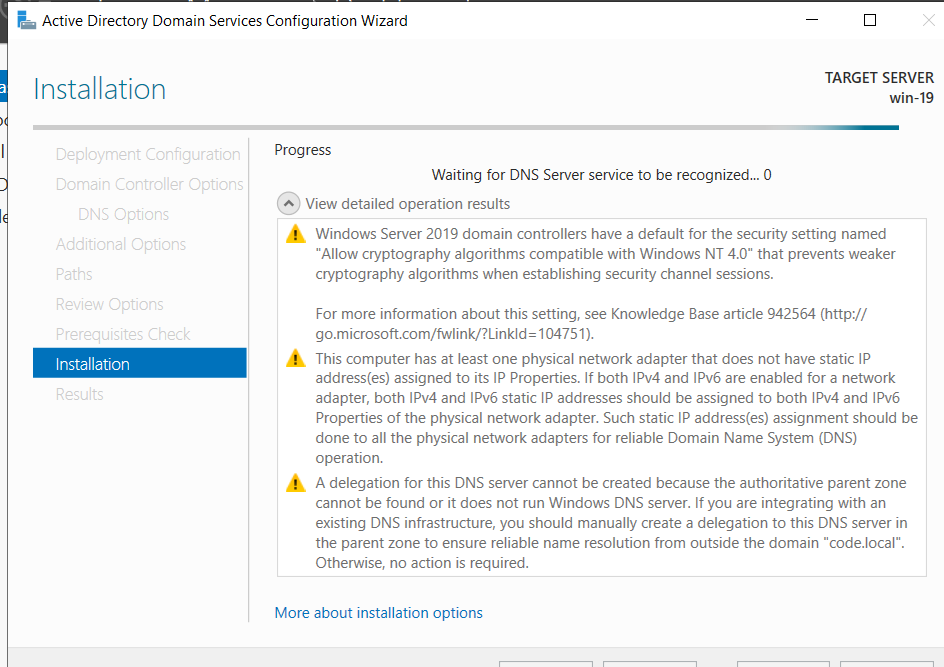 Active Directory Domain Services Configuration Wizard
Installation
TARGET SERVER
win-19
Deployment Configuration
Domain Controller Options
DNS Options
Additional Options
Paths
Review Options
Prerequisites Check
Installation
Results
Progress
Waiting for DNS Server service to be recognized... 0
View detailed operation results
Windows Server 2019 domain controllers have a default for the security setting named
"Allow cryptography algorithms compatible with Windows NT 4.0" that prevents weaker
cryptography algorithms when establishing security channel sessions.
For more information about this setting, see Knowledge Base article 942564 (http://
go.microsoft.com/fwlink/?LinkId=104751).
This computer has at least one physical network adapter that does not have static IP
address(es) assigned to its IP Properties. If both IPv4 and IPv6 are enabled for a network
adapter, both IPv4 and IPv6 static IP addresses should be assigned to both IPv4 and IPv6
Properties of the physical network adapter. Such static IP address(es) assignment should be
done to all the physical network adapters for reliable Domain Name System (DNS)
operation.
A delegation for this DNS server cannot be created because the authoritative parent zone
cannot be found or it does not run Windows DNS server. If you are integrating with an
existing DNS infrastructure, you should manually create a delegation to this DNS server in
the parent zone to ensure reliable name resolution from outside the domain "code.local".
Otherwise, no action is required.
More about installation options